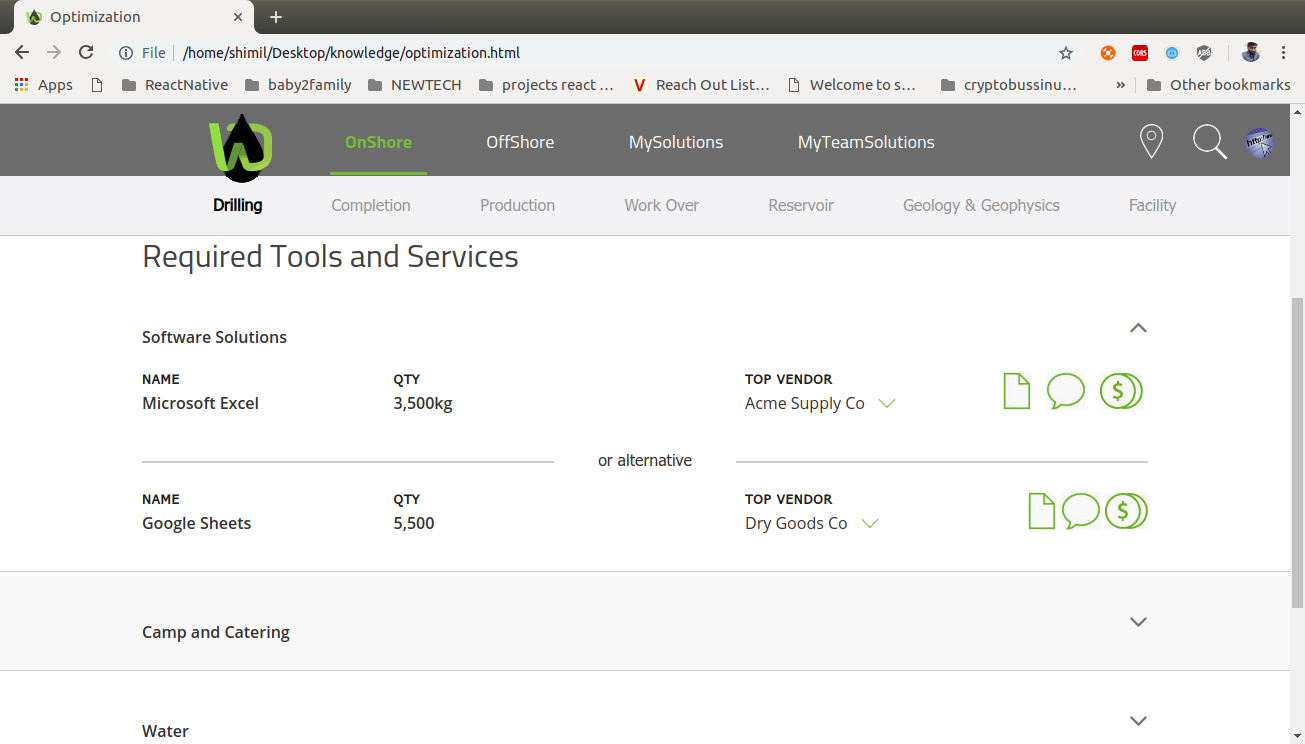 Optimization
File /home/shimil/Desktop/knowledge/optimization.html
CORS
ABP
Apps ReactNative baby2family NEWTECH projects react ... Reach Out List... Welcome to s... cryptobussinu... » Other bookmarks
OnShore OffShore MySolutions MyTeamSolutions
Drilling Completion Production Work Over Reservoir Geology & Geophysics Facility
Required Tools and Services
Software Solutions
NAME QTY TOP VENDOR
Microsoft Excel 3,500kg Acme Supply Co $
or alternative
NAME QTY TOP VENDOR
Google Sheets 5,500 Dry Goods Co $
Camp and Catering
Water